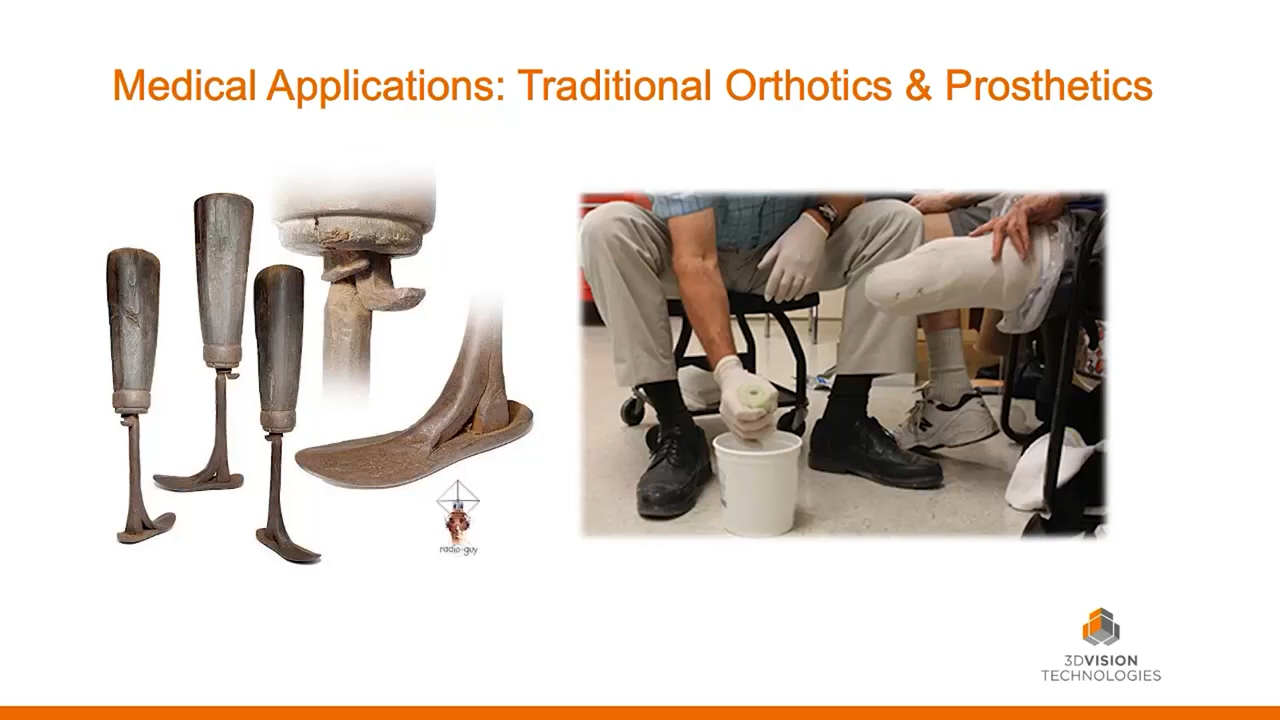 Medical Applications: Traditional Orthotics & Prosthetics
radio-guy
3DVISION
TECHNOLOGIES